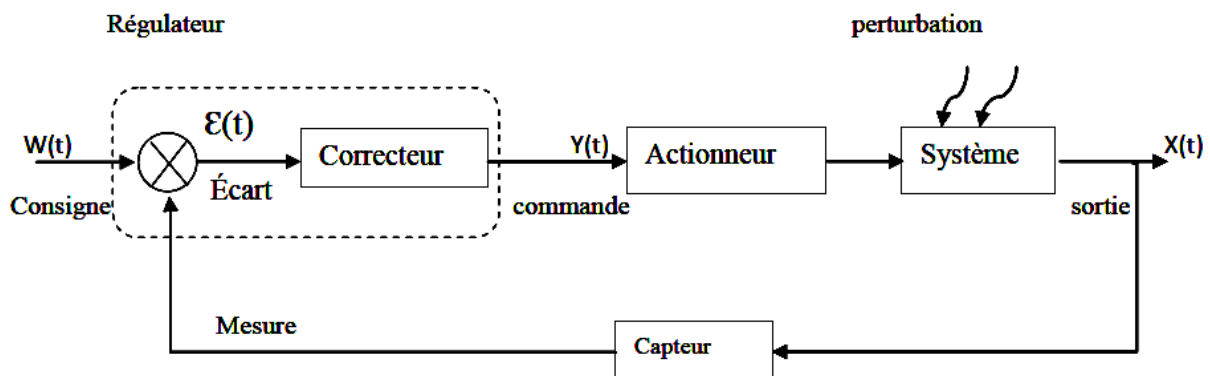 Régulateur
perturbation
W(t)
Ɛ(t)
Correcteur
Y(t)
Actionneur
Système
X(t)
Consigne
Écart
commande
sortie
Mesure
Capteur